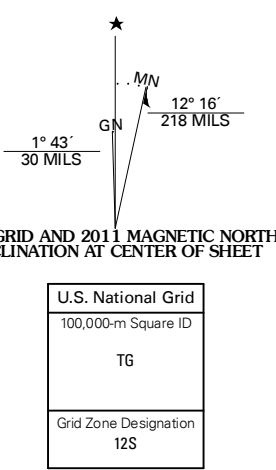 ★
MN
12° 16´
218 MILS
GN
1° 43´
30 MILS
GRID AND 2011 MAGNETIC NORTH
CLINATION AT CENTER OF SHEET
U.S. National Grid
100,000-m Square ID
TG
Grid Zone Designation
12S